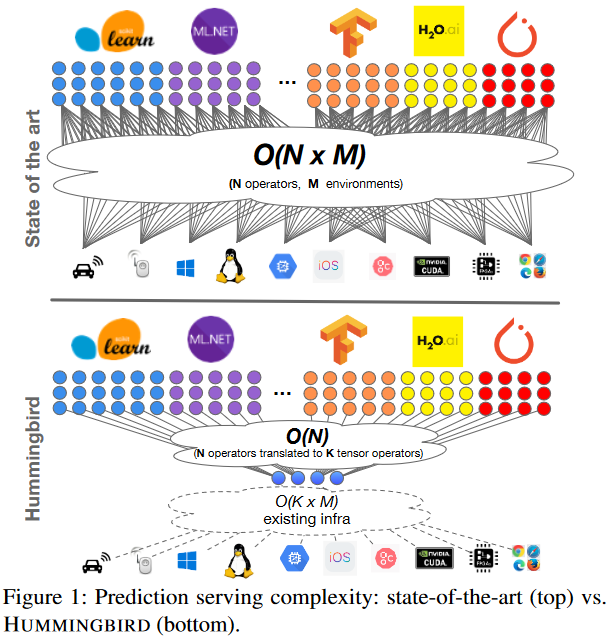 learn
ML.NET
H2O.ai
...
State of the art
O(N x M)
(N operators, M environments)
iOS
NVIDIA.
CUDA.
FPGA
learn
ML.NET
H2O.ai
...
Hummingbird
O(N)
(N operators translated to K tensor operators)
O(K x M)
existing infra
iOS
NVIDIA.
CUDA.
FPGA
Figure 1: Prediction serving complexity: state-of-the-art (top) vs.
HUMMINGBIRD (bottom).